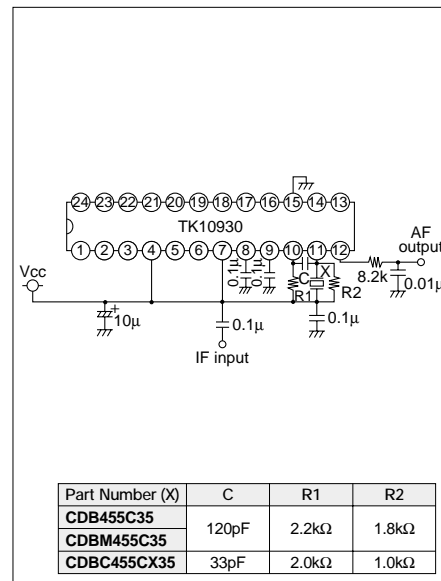 24 23 22 21 20 19 18 17 16 15 14 13
TK10930
1 2 3 4 5 6 7 8 9 10 11 12
AF
output
Vcc
0.1μ
0.1μ
C
X
R1
R2
8.2k
0.01μ
+
10μ
0.1μ
0.1μ
IF input
Part Number (X) C R1 R2
CDB455C35 120pF 2.2kΩ 1.8kΩ
CDBM455C35
CDBC455CX35 33pF 2.0kΩ 1.0kΩ